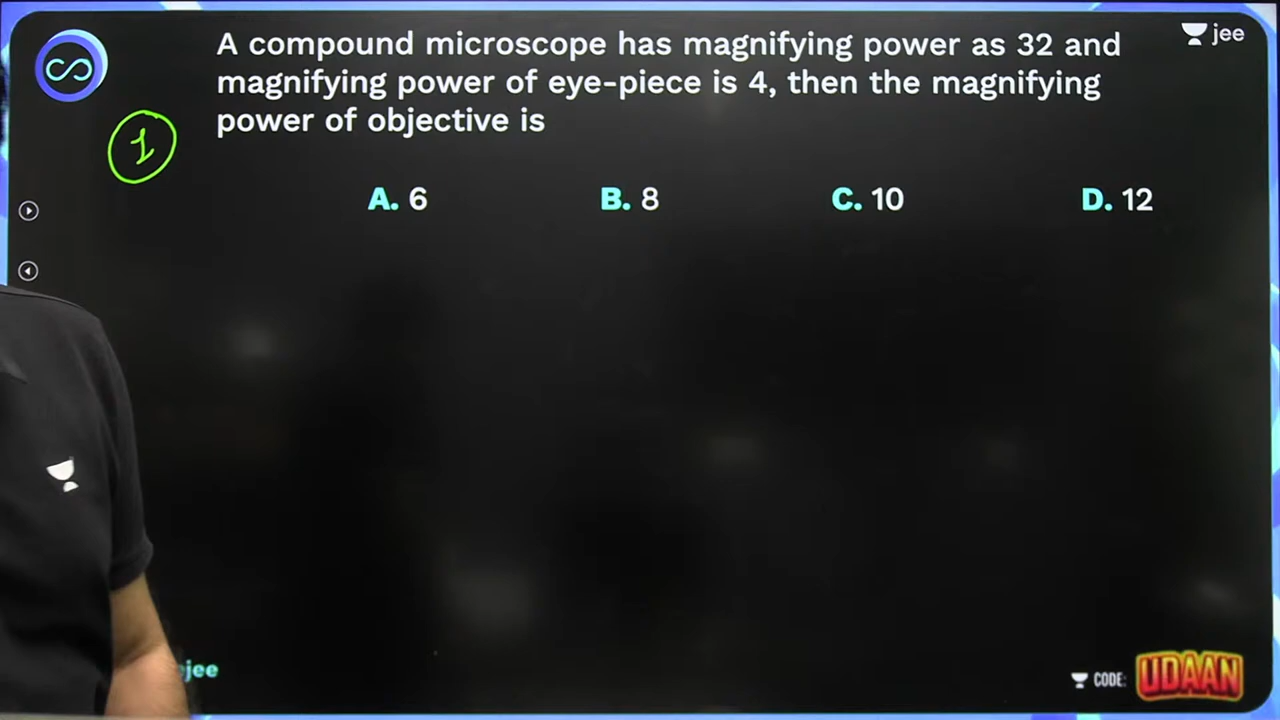 A compound microscope has magnifying power as 32 and
magnifying power of eye-piece is 4, then the magnifying
power of objective is
jee
1
A. 6 B. 8 C. 10 D. 12
jee
CODE: UDAAN